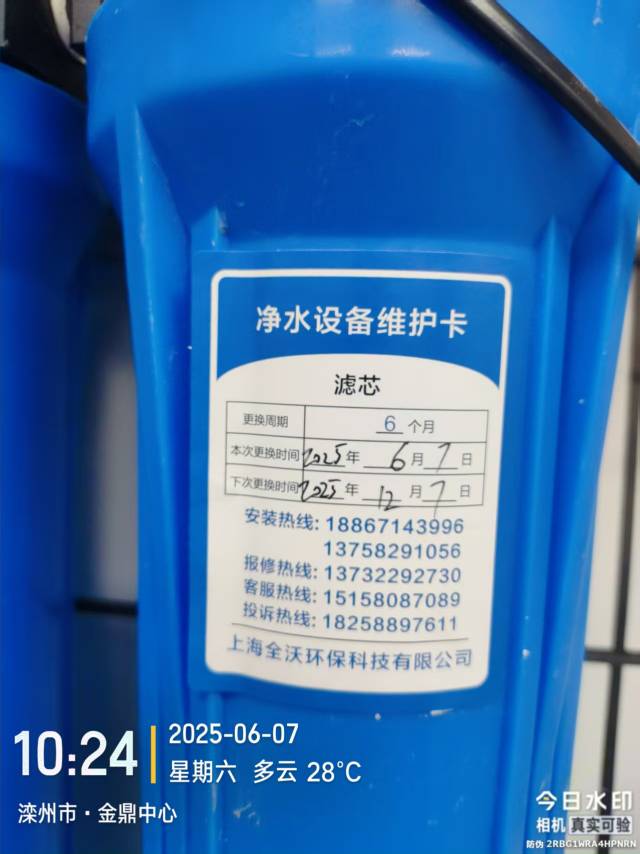 净水设备维护卡
滤芯
更换周期 6 个月
本次更换时间 2025 年 6 月 7 日
下次更换时间 2025 年 12 月 7 日
安装热线: 18867143996
13758291056
报修热线: 13732292730
客服热线: 15158087089
投诉热线: 18258897611
上海全沃环保科技有限公司
10:24
2025-06-07
星期六 多云 28°C
滦州市·金鼎中心
今日水印
相机 真实可验
防伪 2RBG1WRA4HPNRN